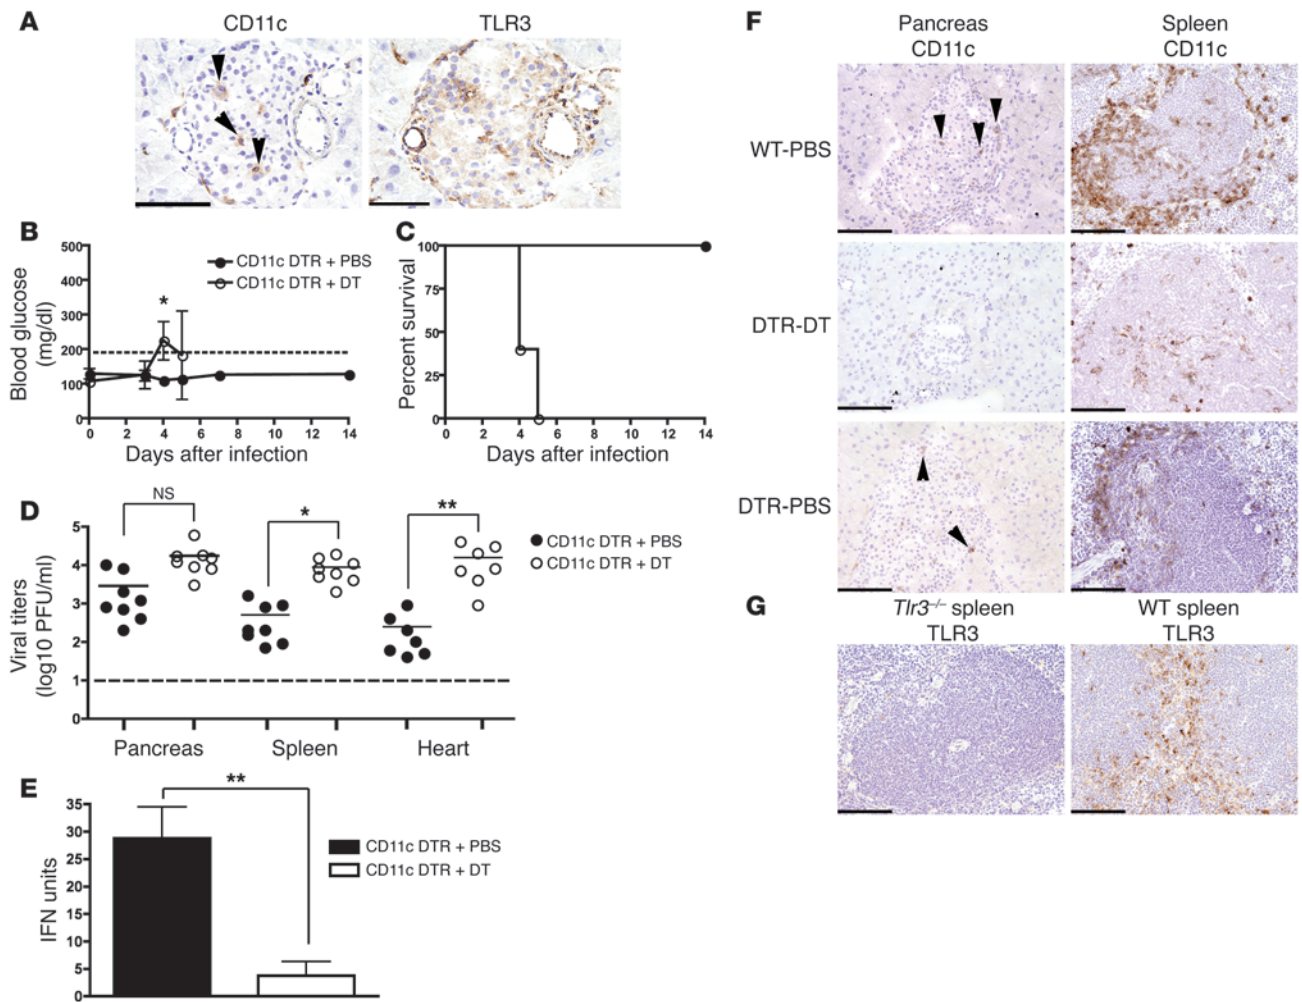 A
CD11c
TLR3
B
500
400
300
200
100
0
Blood glucose
(mg/dl)
*
CD11c DTR + PBS
CD11c DTR + DT
0 2 4 6 8 10 12 14
Days after infection
C
100
75
50
25
0
Percent survival
0 2 4 6 8 10 12 14
Days after infection
D
5
4
3
2
1
0
Viral titers
(log10 PFU/ml)
NS
*
**
CD11c DTR + PBS
CD11c DTR + DT
Pancreas Spleen Heart
E
35
30
25
20
15
10
5
0
IFN units
**
CD11c DTR + PBS
CD11c DTR + DT
F
Pancreas
CD11c
Spleen
CD11c
WT-PBS
DTR-DT
DTR-PBS
G
Tlr3–/– spleen
TLR3
WT spleen
TLR3